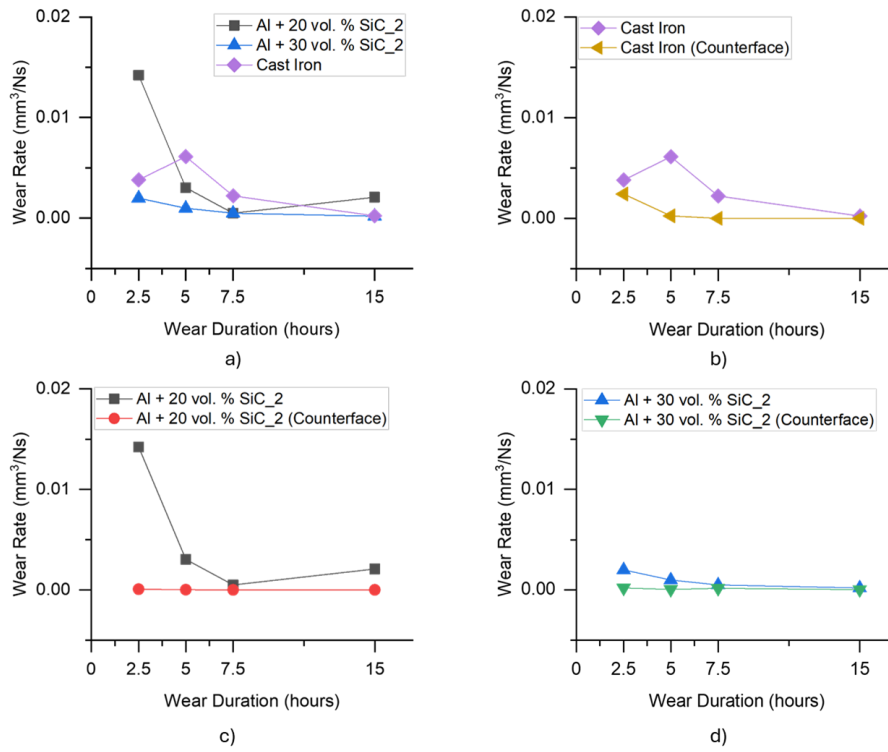 0.02
0.01
0.00
Wear Rate (mm³/Ns)
Al + 20 vol. % SiC_2
Al + 30 vol. % SiC_2
Cast Iron
0 2.5 5 7.5 15
Wear Duration (hours)
a)
0.02
0.01
0.00
Wear Rate (mm³/Ns)
Cast Iron
Cast Iron (Counterface)
0 2.5 5 7.5 15
Wear Duration (hours)
b)
0.02
0.01
0.00
Wear Rate (mm³/Ns)
Al + 20 vol. % SiC_2
Al + 20 vol. % SiC_2 (Counterface)
0 2.5 5 7.5 15
Wear Duration (hours)
c)
0.02
0.01
0.00
Wear Rate (mm³/Ns)
Al + 30 vol. % SiC_2
Al + 30 vol. % SiC_2 (Counterface)
0 2.5 5 7.5 15
Wear Duration (hours)
d)